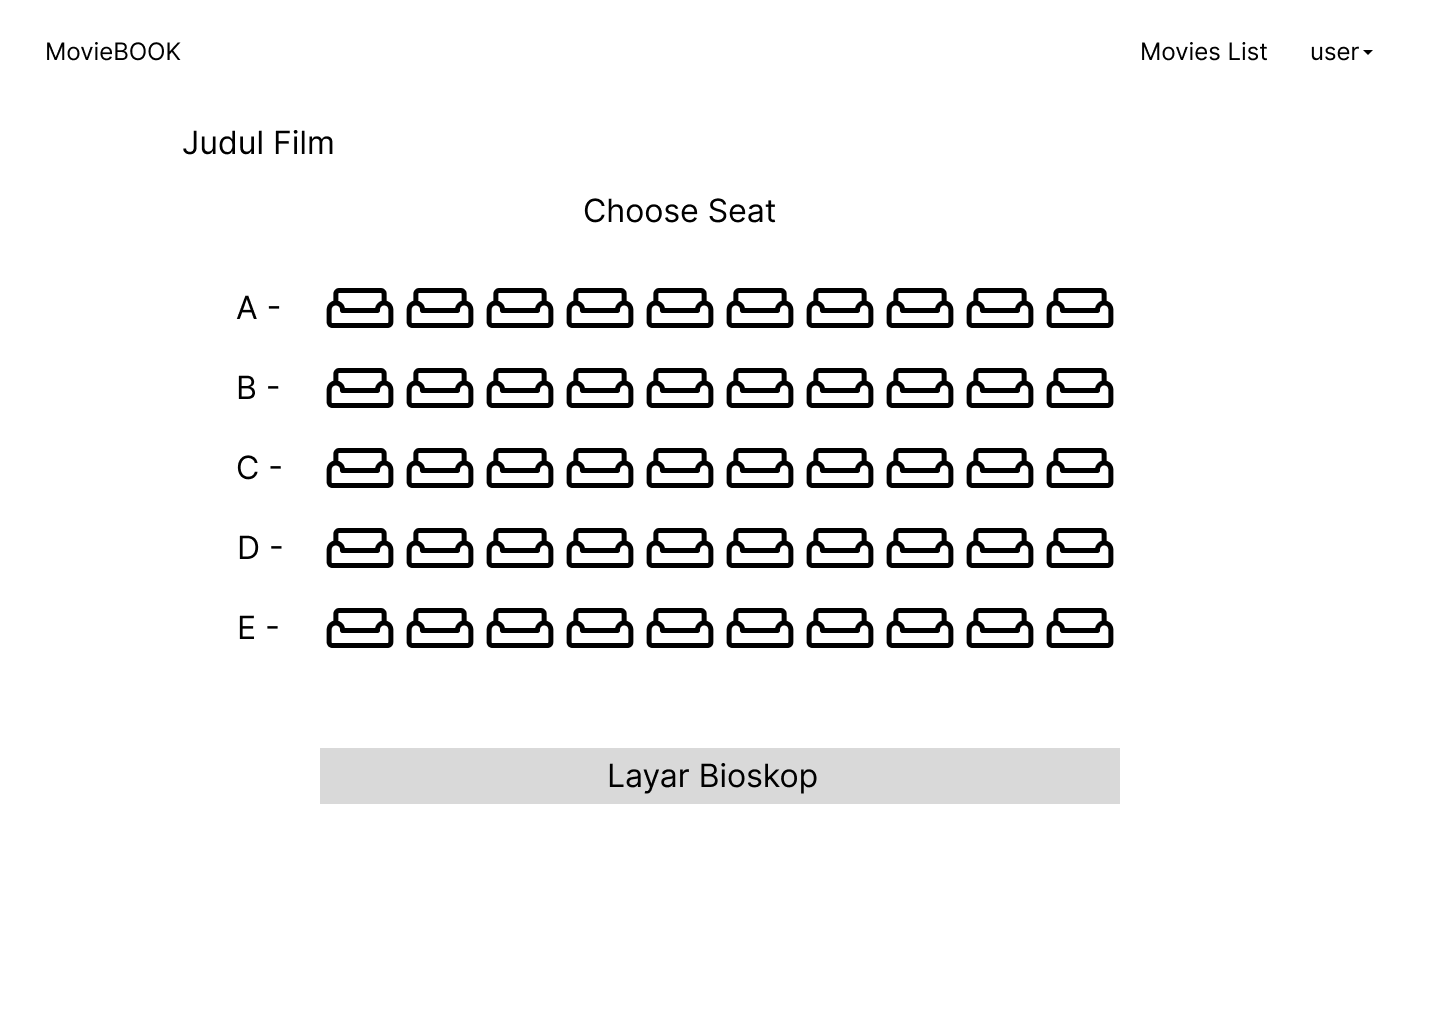 MovieBOOK Movies List user
Judul Film
Choose Seat
A -
B -
C -
D -
E -
Layar Bioskop